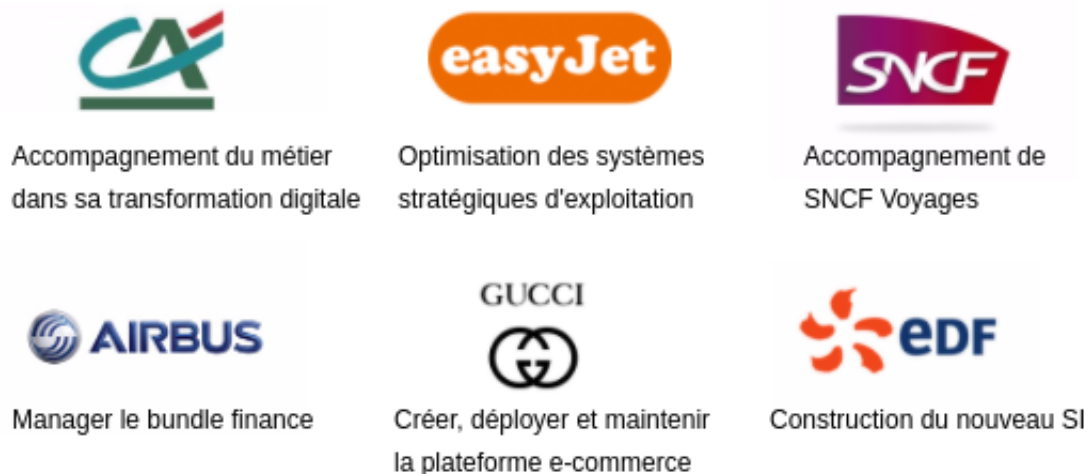 CA
easyJet
SNCF
Accompagnement du métier
dans sa transformation digitale
Optimisation des systèmes
stratégiques d'exploitation
Accompagnement de
SNCF Voyages
AIRBUS
GUCCI
eDF
Manager le bundle finance
Créer, déployer et maintenir
la plateforme e-commerce
Construction du nouveau SI